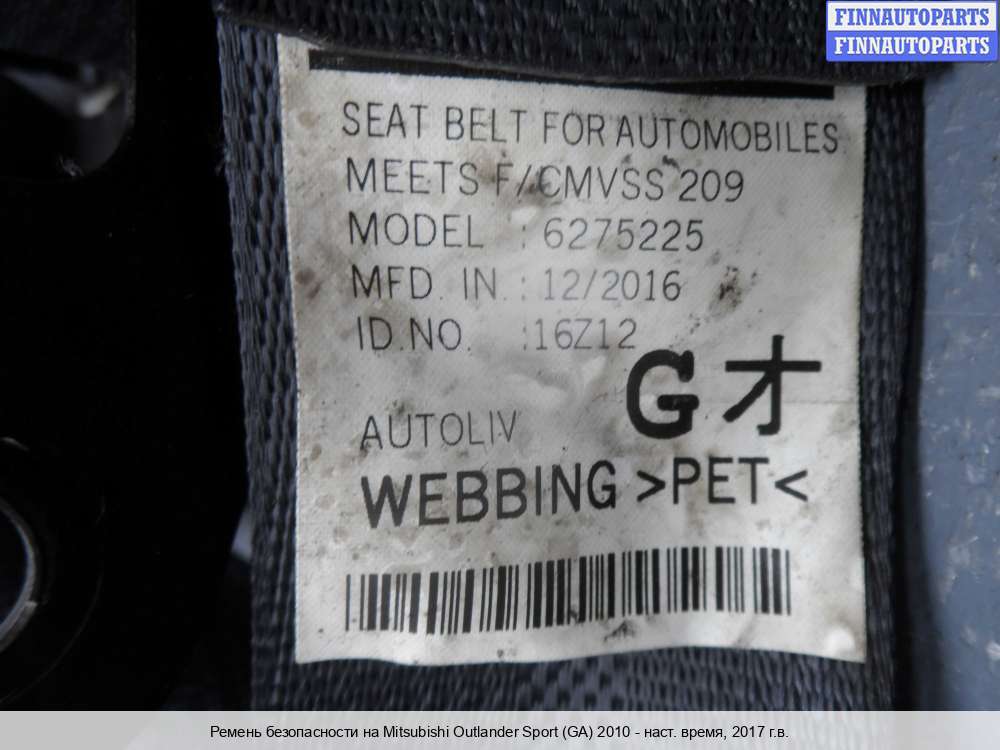 FINNAUTOPARTS
FINNAUTOPARTS
SEAT BELT FOR AUTOMOBILES
MEETS F/CMVSS 209
MODEL : 6275225
MFD. IN. : 12/2016
ID.NO. :16Z12
Gオ
AUTOLIV
WEBBING >PET<
Ремень безопасности на Mitsubishi Outlander Sport (GA) 2010 - наст. время, 2017 г.в.